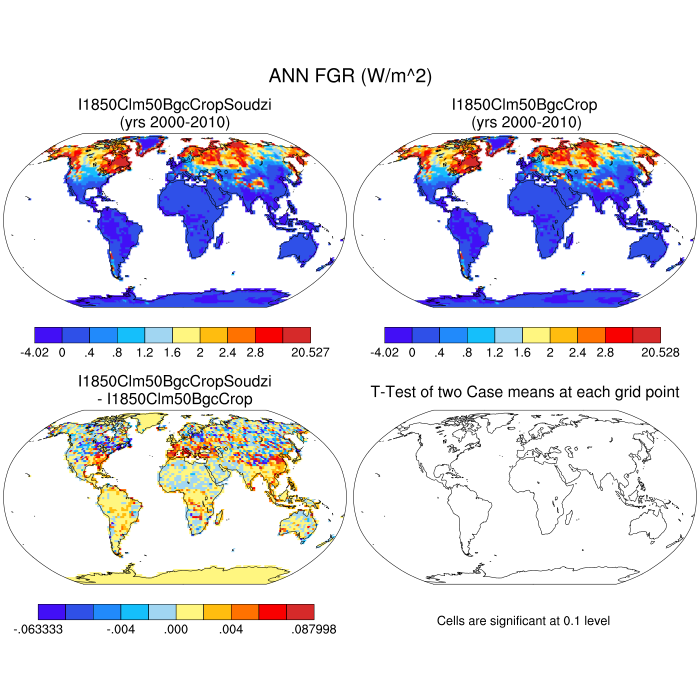 ANN FGR (W/m^2)
I1850Clm50BgcCropSoudzi
(yrs 2000-2010)
I1850Clm50BgcCrop
(yrs 2000-2010)
-4.02 0 .4 .8 1.2 1.6 2 2.4 2.8 20.527
-4.02 0 .4 .8 1.2 1.6 2 2.4 2.8 20.528
I1850Clm50BgcCropSoudzi
- I1850Clm50BgcCrop
T-Test of two Case means at each grid point
-.063333 -.004 .000 .004 .087998
Cells are significant at 0.1 level